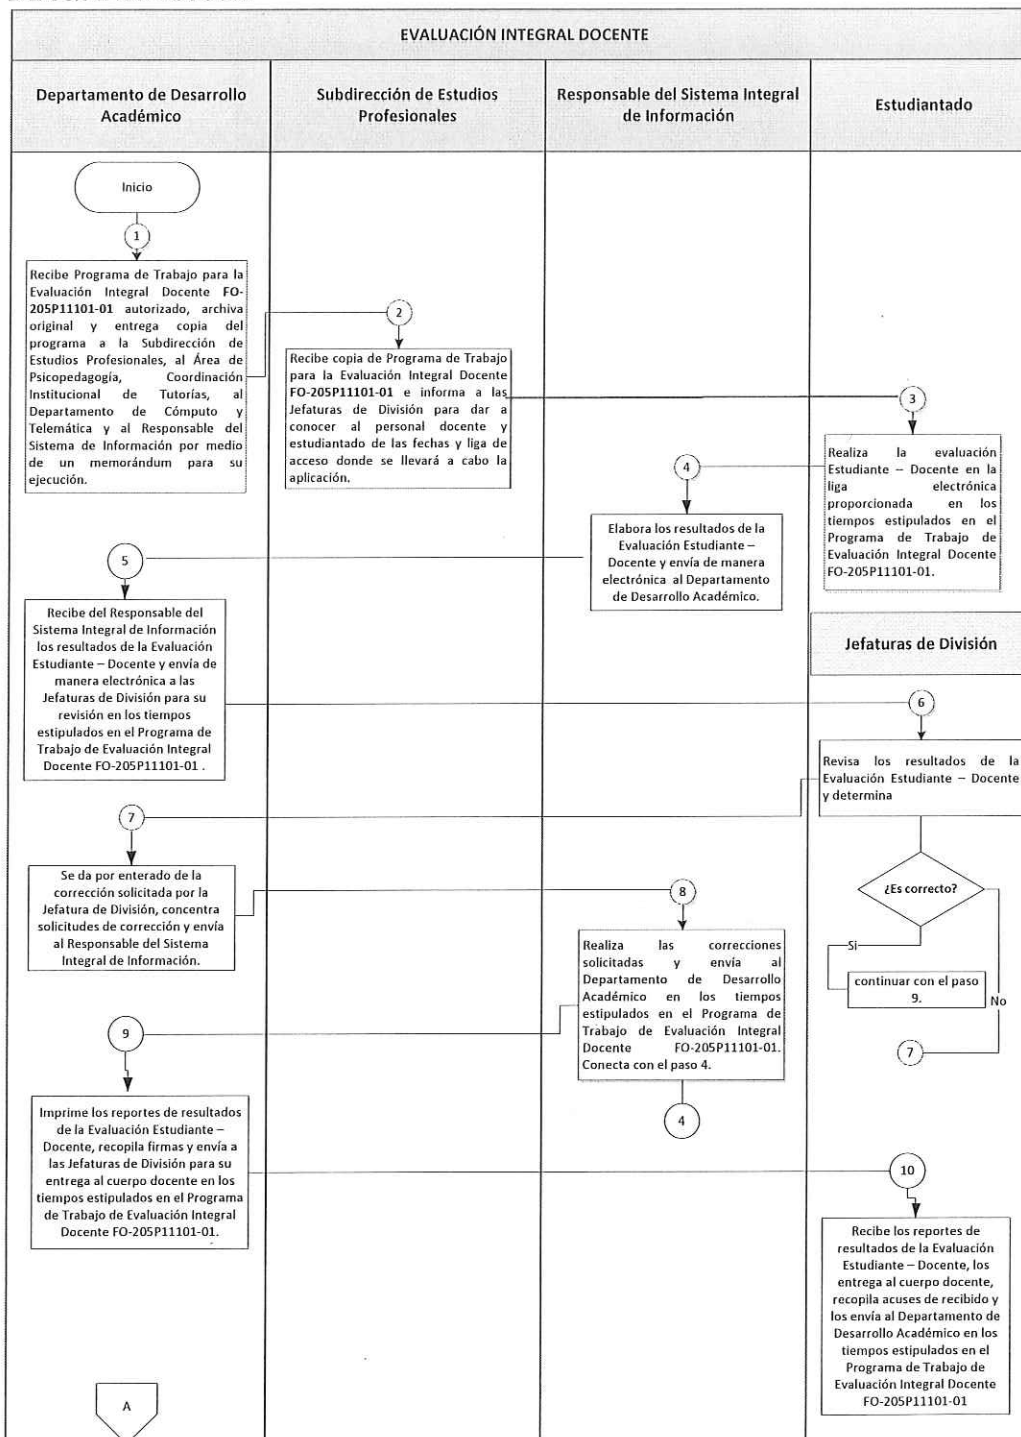 EVALUACIÓN INTEGRAL DOCENTE
Departamento de Desarrollo
Académico
Subdirección de Estudios
Profesionales
Responsable del Sistema Integral
de Información
Estudiantado
Inicio
1
Recibe Programa de Trabajo para la
Evaluación Integral Docente FO-
205P11101-01 autorizado, archiva
original y entrega copia del
programa a la Subdirección de
Estudios Profesionales, al Área de
Psicopedagogía, Coordinación
Institucional de Tutorías, al
Departamento de Cómputo y
Telemática y al Responsable del
Sistema de Información por medio
de un memorándum para su
ejecución.
2
Recibe copia de Programa de Trabajo
para la Evaluación Integral Docente
FO-205P11101-01 e informa a las
Jefaturas de División para dar a
conocer al personal docente y
estudiantado de las fechas y liga de
acceso donde se llevará a cabo la
aplicación.
3
Realiza la evaluación
Estudiante – Docente en la
liga electrónica
proporcionada en los
tiempos estipulados en el
Programa de Trabajo de
Evaluación Integral Docente
FO-205P11101-01.
4
Elabora los resultados de la
Evaluación Estudiante –
Docente y envía de manera
electrónica al Departamento
de Desarrollo Académico.
5
Recibe del Responsable del
Sistema Integral de Información
los resultados de la Evaluación
Estudiante – Docente y envía de
manera electrónica a las
Jefaturas de División para su
revisión en los tiempos
estipulados en el Programa de
Trabajo de Evaluación Integral
Docente FO-205P11101-01 .
Jefaturas de División
6
Revisa los resultados de la
Evaluación Estudiante – Docente
y determina
¿Es correcto?
Si
continuar con el paso
9.
No
7
7
Se da por enterado de la
corrección solicitada por la
Jefatura de División, concentra
solicitudes de corrección y envía
al Responsable del Sistema
Integral de Información.
8
Realiza las correcciones
solicitadas y envía al
Departamento de Desarrollo
Académico en los tiempos
estipulados en el Programa de
Trabajo de Evaluación Integral
Docente FO-205P11101-01.
Conecta con el paso 4.
4
9
Imprime los reportes de resultados
de la Evaluación Estudiante –
Docente, recopila firmas y envía a
las Jefaturas de División para su
entrega al cuerpo docente en los
tiempos estipulados en el Programa
de Trabajo de Evaluación Integral
Docente FO-205P11101-01.
10
Recibe los reportes de
resultados de la Evaluación
Estudiante – Docente, los
entrega al cuerpo docente,
recopila acuses de recibido y
los envía al Departamento de
Desarrollo Académico en los
tiempos estipulados en el
Programa de Trabajo de
Evaluación Integral Docente
FO-205P11101-01
A